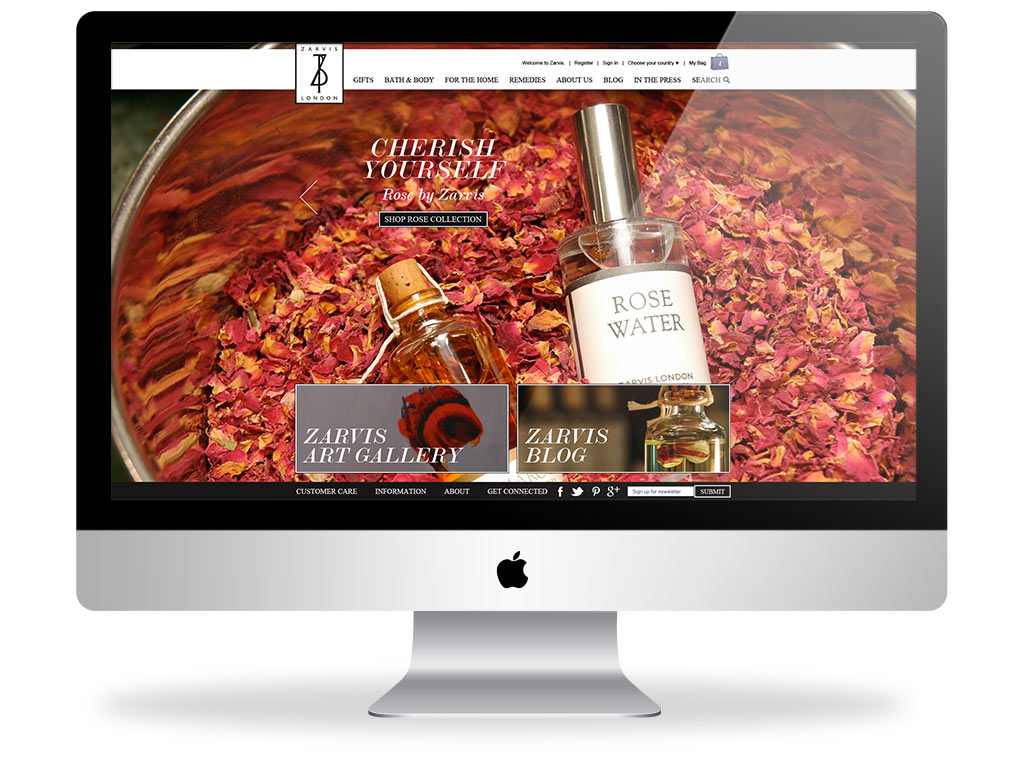 ZARVIS
LONDON
Welcome to Zarvis. | Register | Sign In | Choose your country ▾ | My Bag
GIFTS BATH & BODY FOR THE HOME REMEDIES ABOUT US BLOG IN THE PRESS SEARCH
CHERISH
YOURSELF
Rose by Zarvis
SHOP ROSE COLLECTION
ROSE
WATER
ZARVIS LONDON
ZARVIS
ART GALLERY
ZARVIS
BLOG
CUSTOMER CARE INFORMATION ABOUT GET CONNECTED Sign up for newsletter SUBMIT